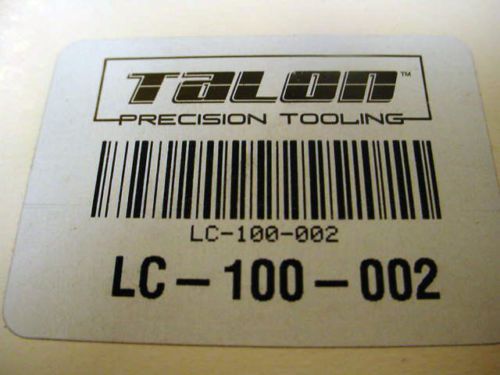 TALON™
PRECISION TOOLING
LC-100-002
LC-100-002